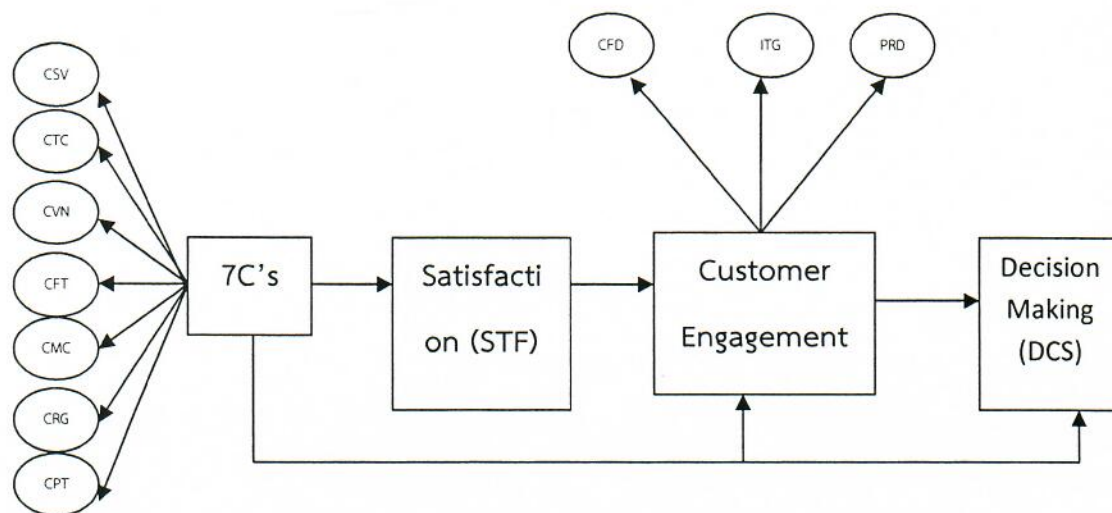 CFD
ITG
PRD
CSV
CTC
CVN
CFT
CMC
CRG
CPT
7C's
Satisfacti
on (STF)
Customer
Engagement
Decision
Making
(DCS)